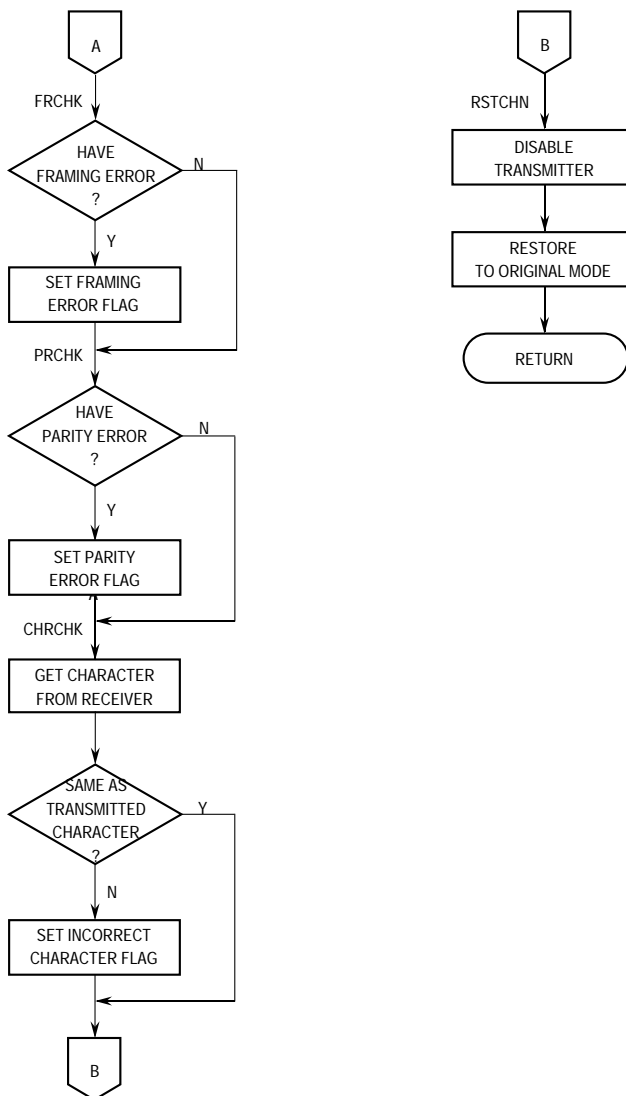 A
FRCHK
HAVE
FRAMING ERROR
?
N
Y
SET FRAMING
ERROR FLAG
PRCHK
HAVE
PARITY ERROR
?
N
Y
SET PARITY
ERROR FLAG
CHRCHK
GET CHARACTER
FROM RECEIVER
SAME AS
TRANSMITTED
CHARACTER
?
Y
N
SET INCORRECT
CHARACTER FLAG
B
B
RSTCHN
DISABLE
TRANSMITTER
RESTORE
TO ORIGINAL MODE
RETURN